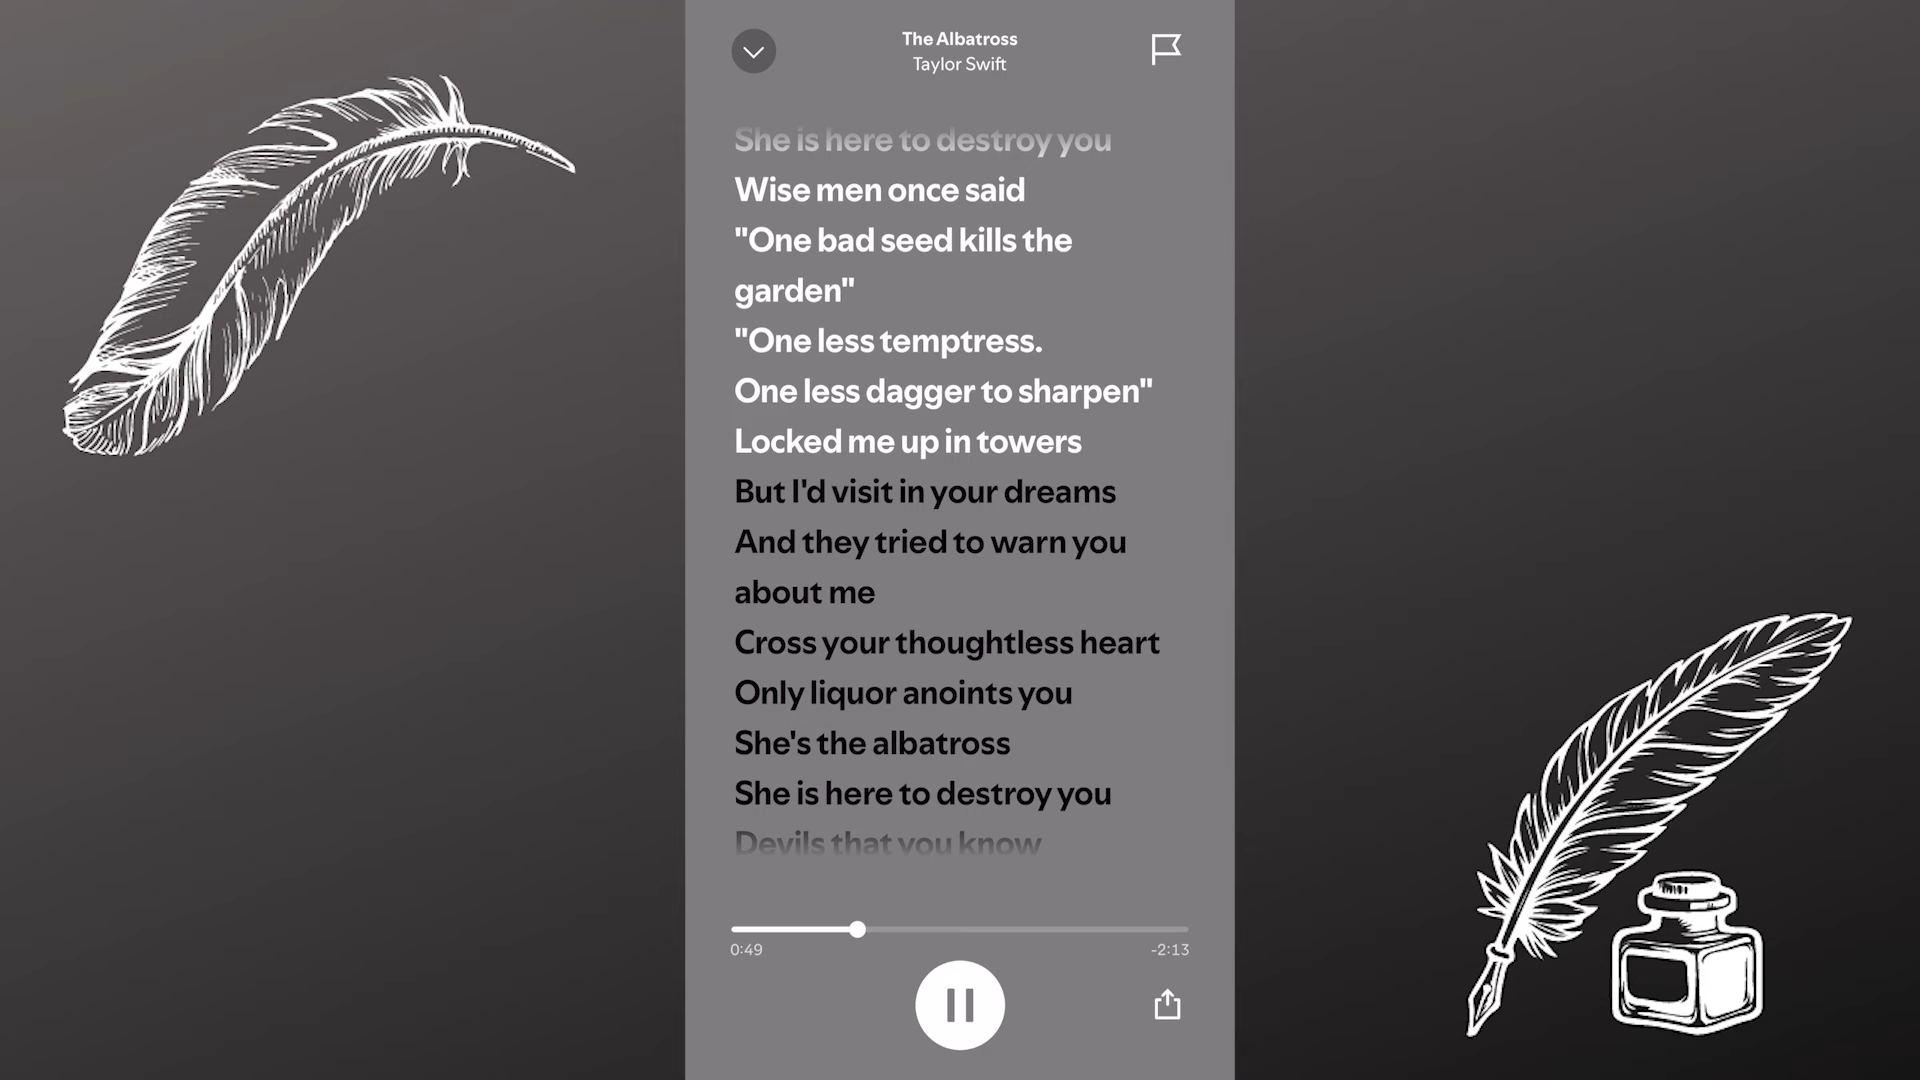 The Albatross
Taylor Swift
She is here to destroy you
Wise men once said
"One bad seed kills the
garden"
"One less temptress.
One less dagger to sharpen"
Locked me up in towers
But I'd visit in your dreams
And they tried to warn you
about me
Cross your thoughtless heart
Only liquor anoints you
She's the albatross
She is here to destroy you
Devils that you know
0:49
-2:13